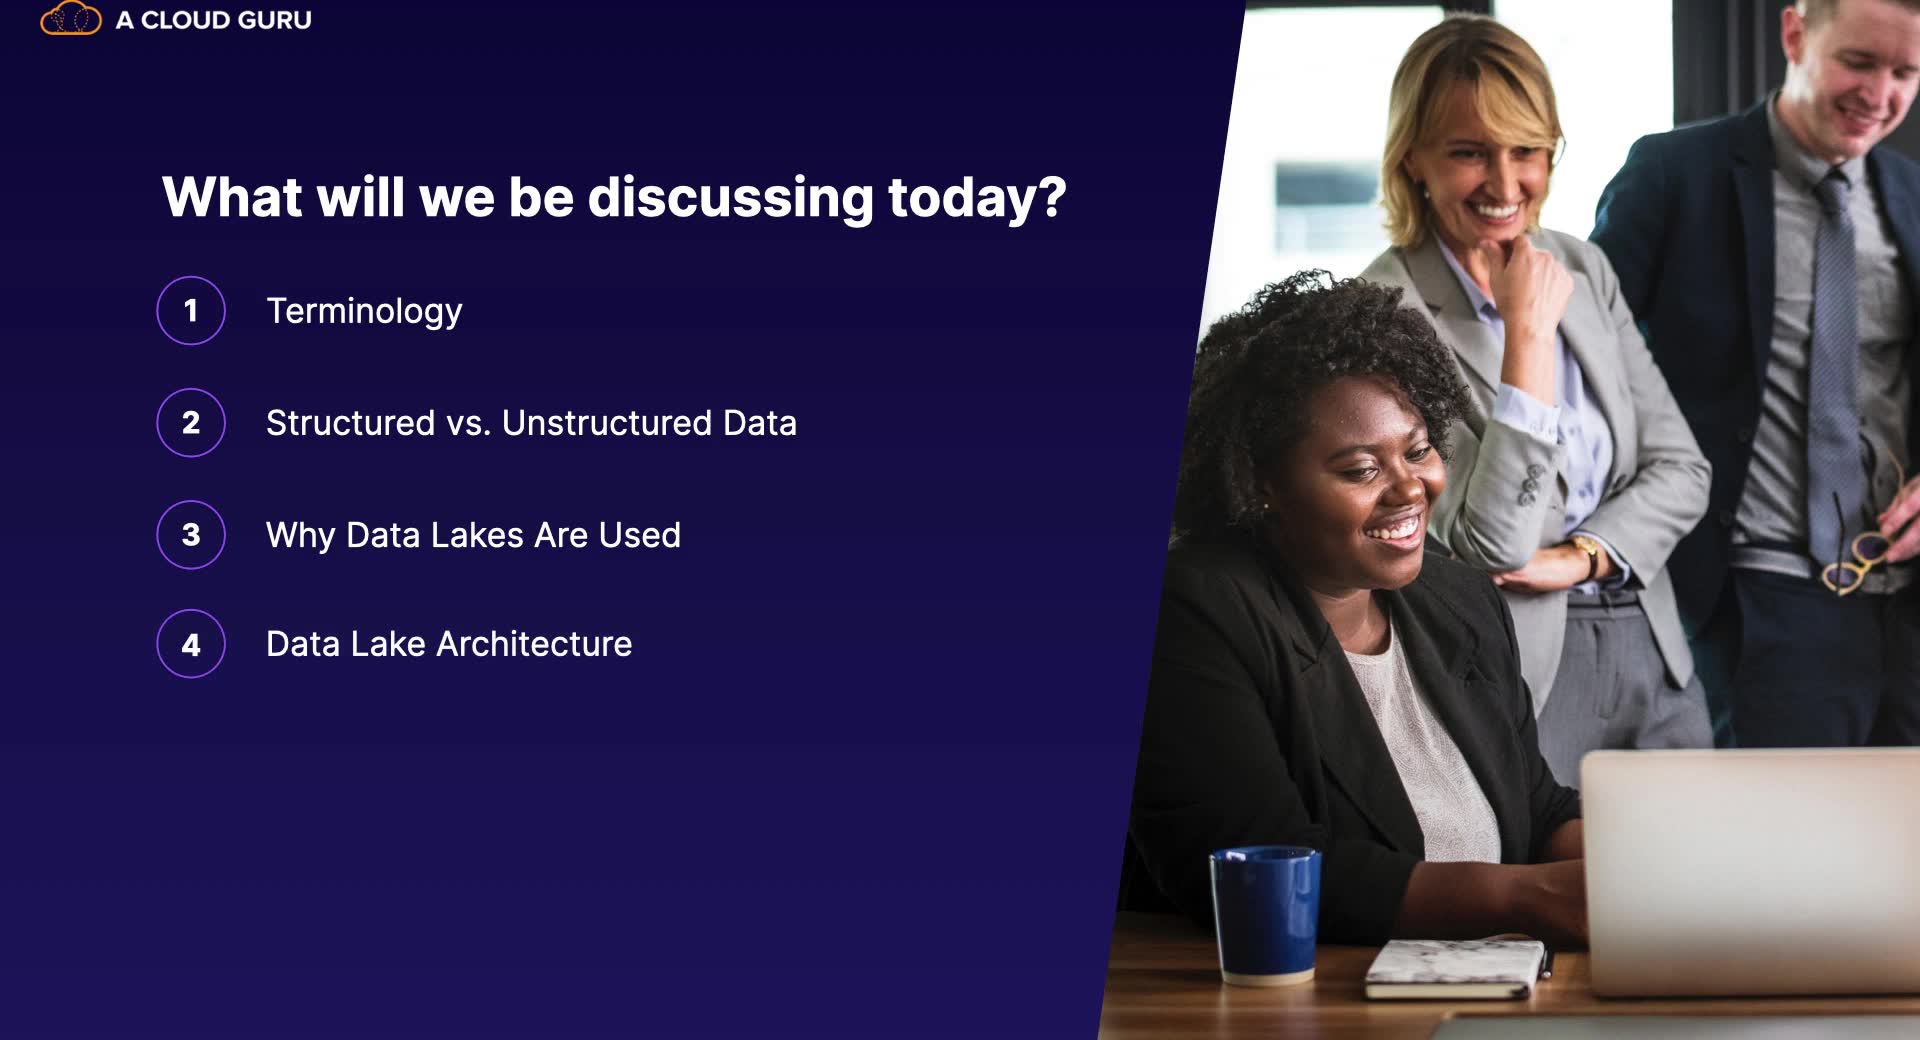 A CLOUD GURU
What will we be discussing today?
1 Terminology
2 Structured vs. Unstructured Data
3 Why Data Lakes Are Used
4 Data Lake Architecture